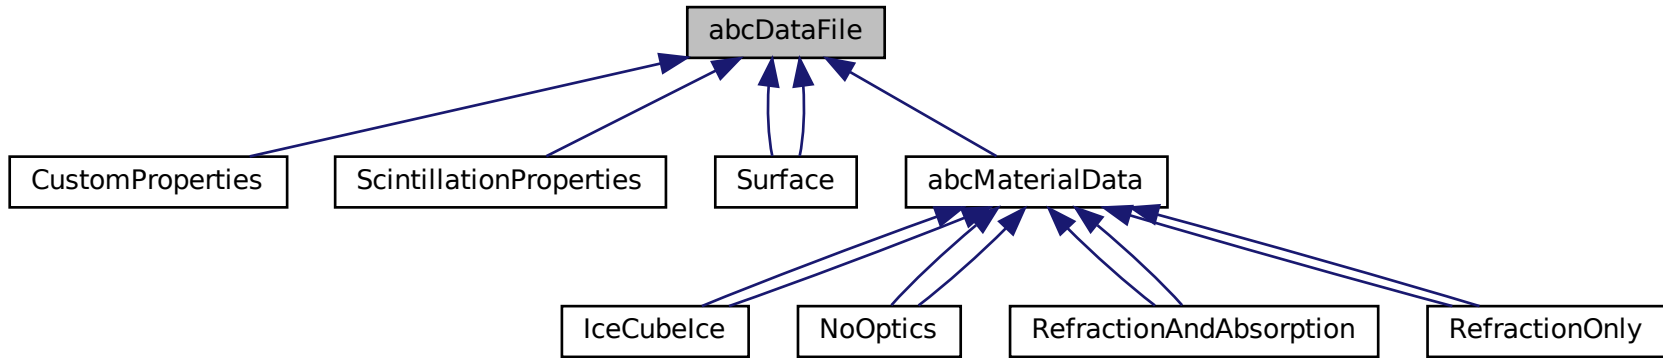 abcDataFile
CustomProperties
ScintillationProperties
Surface
abcMaterialData
IceCubeIce
NoOptics
RefractionAndAbsorption
RefractionOnly